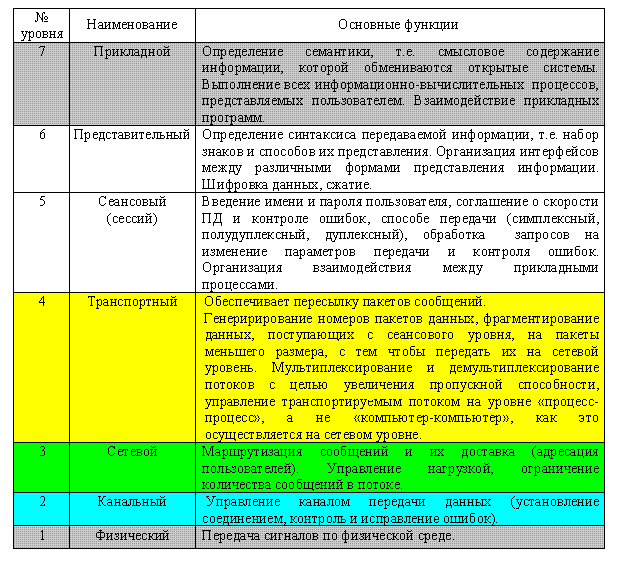 № уровня Наименование Основные функции
7 Прикладной Определение семантики, т.е. смысловое содержание
информации, которой обмениваются открытые системы.
Выполнение всех информационно-вычислительных процессов,
представляемых пользователем. Взаимодействие прикладных
программ.
6 Представительный Определение синтаксиса передаваемой информации, т.е. набор
знаков и способов их представления. Организация интерфейсов
между различными формами представления информации.
Шифровка данных, сжатие.
5 Сеансовый Введение имени и пароля пользователя, соглашение о скорости
(сессий) ПД и контроле ошибок, способе передачи (симплексный,
полудуплексный, дуплексный), обработка запросов на
изменение параметров передачи и контроля ошибок.
Организация взаимодействия между прикладными
процессами.
4 Транспортный Обеспечивает пересылку пакетов сообщений.
Генеририрование номеров пакетов данных, фрагментирование
данных, поступающих с сеансового уровня, на пакеты
меньшего размера, с тем чтобы передать их на сетевой
уровень. Мультиплексирование и демультиплексирование
потоков с целью увеличения пропускной способности,
управление транспортируемым потоком на уровне «процесс-
процесс», а не «компьютер-компьютер», как это
осуществляется на сетевом уровне.
3 Сетевой Маршрутизация сообщений и их доставка (адресация
пользователей). Управление нагрузкой, ограничение
количества сообщений в потоке.
2 Канальный Управление каналом передачи данных (установление
соединением, контроль и исправление ошибок).
1 Физический Передача сигналов по физической среде.